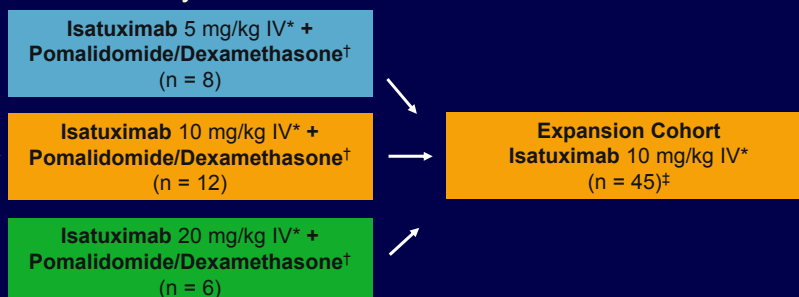 Isatuximab 5 mg/kg IV* +
Pomalidomide/Dexamethasone†
(n = 8)
Isatuximab 10 mg/kg IV* +
Pomalidomide/Dexamethasone†
(n = 12)
Isatuximab 20 mg/kg IV* +
Pomalidomide/Dexamethasone†
(n = 6)
Expansion Cohort
Isatuximab 10 mg/kg IV*
(n = 45)‡